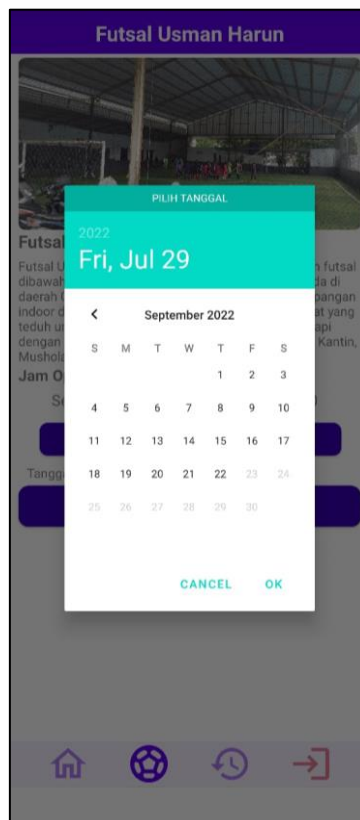 Futsal Usman Harun
PILIH TANGGAL
2022
Fri, Jul 29
Futsal
Futsal U
n futsal
dibawah
da di
daerah
pangan
indoor d
at yang
teduh u
api
dengan
Kantin,
Mushola
Jam O
Se
Tangga
September 2022
S M T W T F S
1 2 3
4 5 6 7 8 9 10
11 12 13 14 15 16 17
18 19 20 21 22 23 24
25 26 27 28 29 30
CANCEL OK